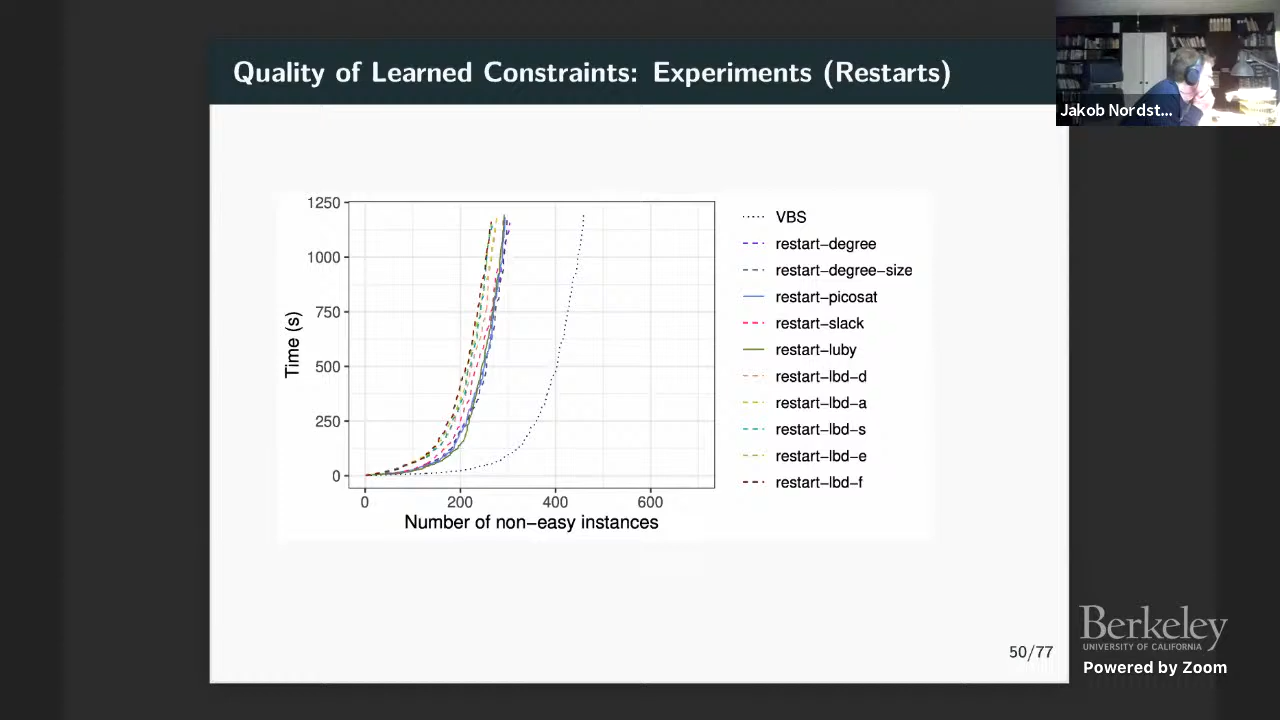 Quality of Learned Constraints: Experiments (Restarts)
Jakob Nordst...
1250
1000
750
500
250
0
Time (s)
0 200 400 600
Number of non−easy instances
VBS
restart−degree
restart−degree−size
restart−picosat
restart−slack
restart−luby
restart−lbd−d
restart−lbd−a
restart−lbd−s
restart−lbd−e
restart−lbd−f
50/77
Berkeley
UNIVERSITY OF CALIFORNIA
Powered by Zoom